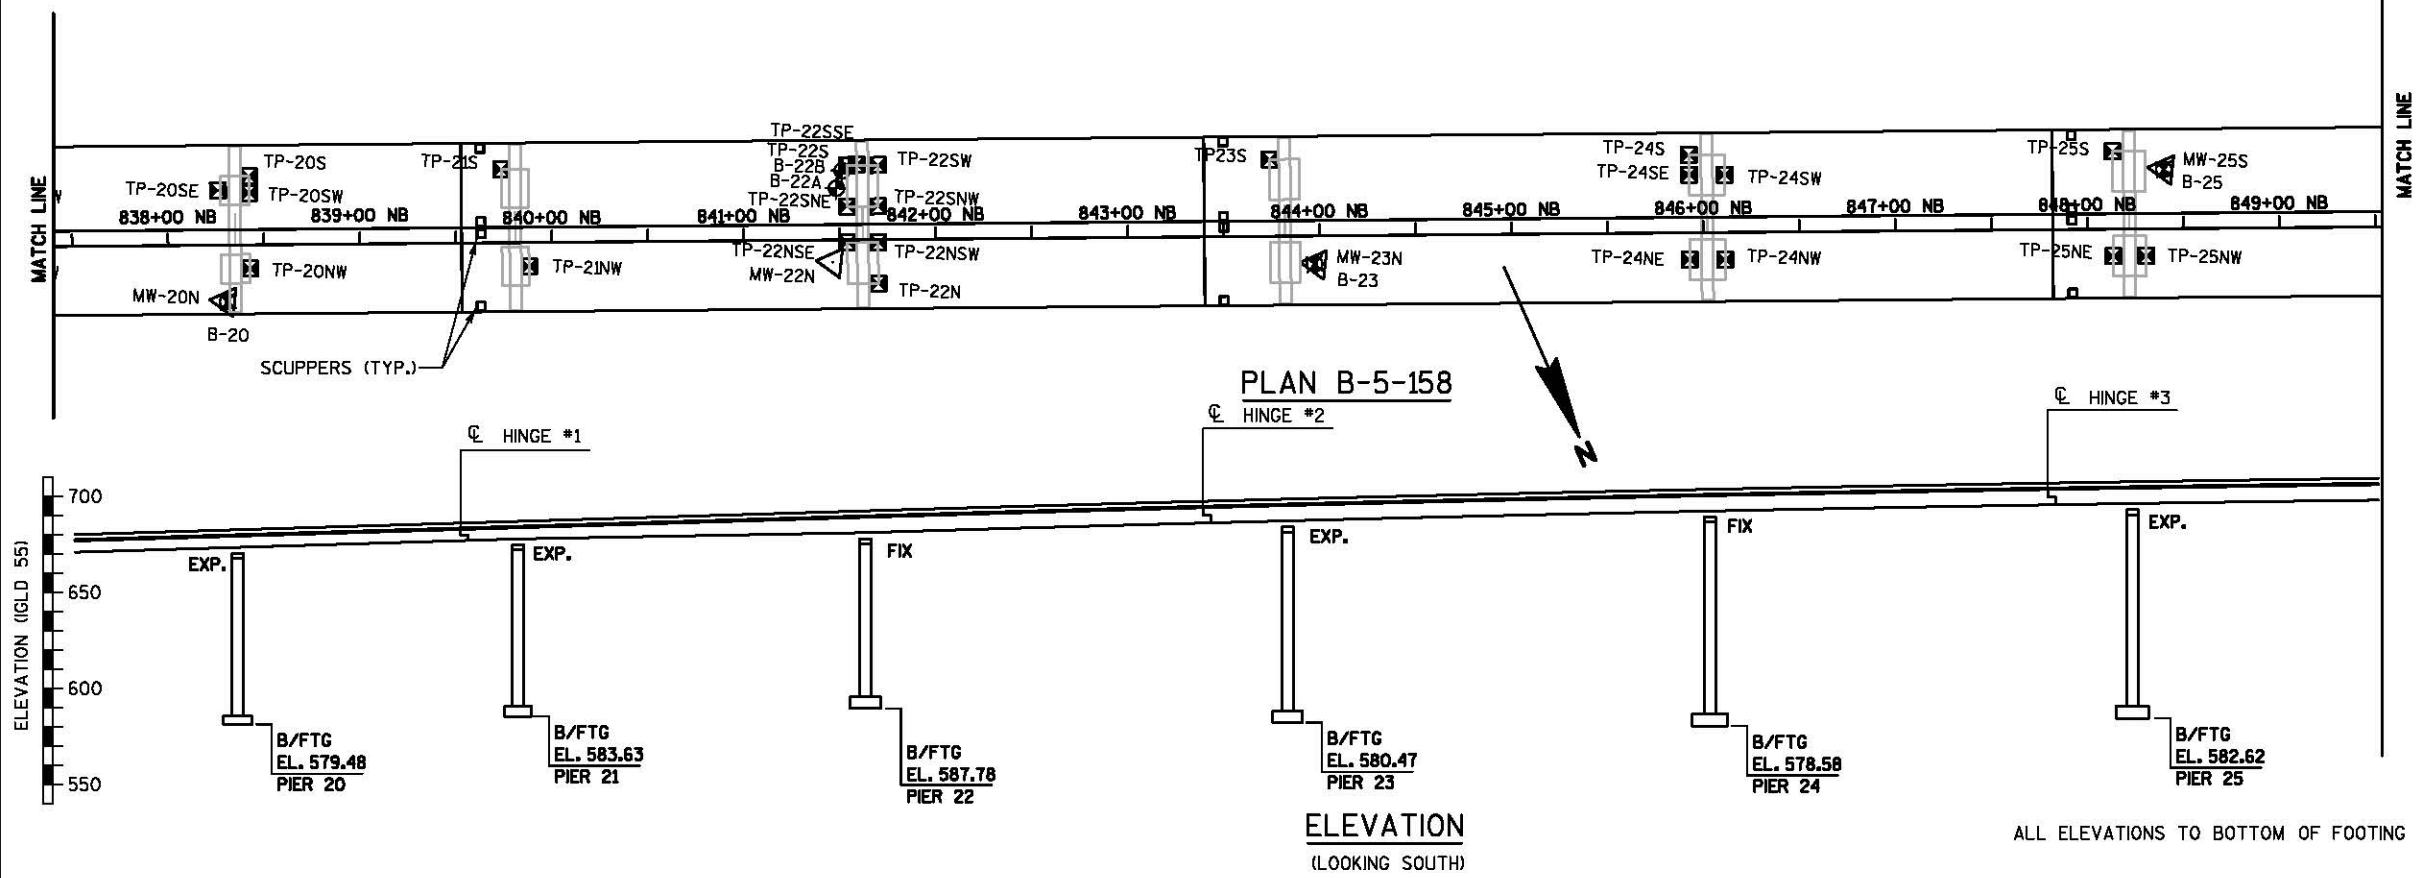 MATCH LINE
TP-20SE
TP-20S
TP-20SW
838+00 NB
839+00 NB
TP-20NW
MW-20N
B-20
SCUPPERS (TYP.)
TP-21S
840+00 NB
TP-21NW
841+00 NB
TP-22SSE
TP-22S
B-22B
B-22A
TP-22SNE
TP-22SW
TP-22SNW
842+00 NB
TP-22NSE
MW-22N
TP-22NSW
TP-22N
843+00 NB
TP23S
844+00 NB
MW-23N
B-23
845+00 NB
TP-24S
TP-24SE
TP-24SW
846+00 NB
TP-24NE
TP-24NW
847+00 NB
TP-25S
MW-25S
B-25
848+00 NB
849+00 NB
TP-25NE
TP-25NW
MATCH LINE
N
PLAN B-5-158
℄ HINGE #1
℄ HINGE #2
℄ HINGE #3
ELEVATION (IGLD 55)
700
650
600
550
EXP.
EXP.
FIX
EXP.
FIX
EXP.
B/FTG
EL. 579.48
PIER 20
B/FTG
EL. 583.63
PIER 21
B/FTG
EL. 587.78
PIER 22
B/FTG
EL. 580.47
PIER 23
B/FTG
EL. 578.58
PIER 24
B/FTG
EL. 582.62
PIER 25
ELEVATION
(LOOKING SOUTH)
ALL ELEVATIONS TO BOTTOM OF FOOTING